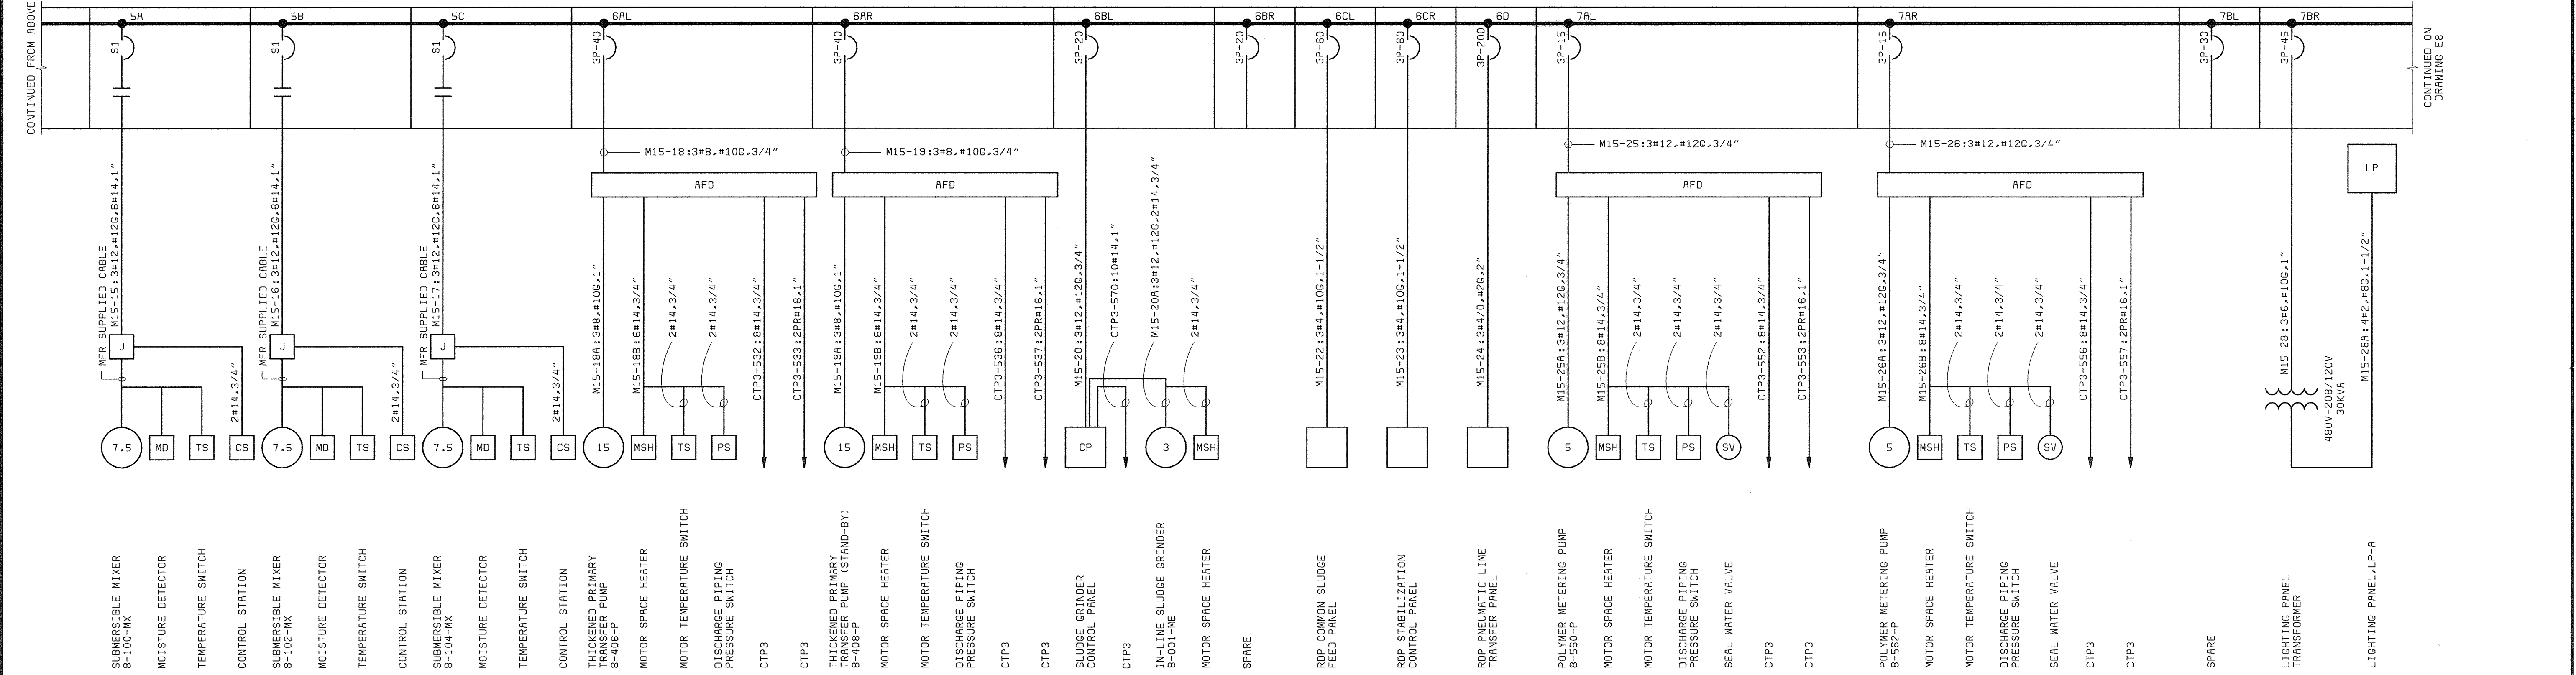 CONTINUED FROM ABOVE
5A
5B
5C
6AL
6AR
6BL
6BR
6CL
6CR
6D
7AL
7AR
7BL
7BR
S1
S1
S1
3P-40
3P-40
3P-20
3P-20
3P-60
3P-60
3P-200
3P-15
3P-15
3P-30
3P-45
CONTINUED ON
DRAWING E8
M15-18:3#8,#10G,3/4"
M15-19:3#8,#10G,3/4"
M15-25:3#12,#12G,3/4"
M15-26:3#12,#12G,3/4"
AFD
AFD
AFD
AFD
LP
MFR SUPPLIED CABLE
M15-15:3#12,#12G,6#14,1"
2#14,3/4"
MFR SUPPLIED CABLE
M15-16:3#12,#12G,6#14,1"
2#14,3/4"
MFR SUPPLIED CABLE
M15-17:3#12,#12G,6#14,1"
2#14,3/4"
M15-18A:3#8,#10G,1"
M15-18B:6#14,3/4"
2#14,3/4"
2#14,3/4"
CTP3-532:8#14,3/4"
CTP3-533:2PR#16,1"
M15-19A:3#8,#10G,1"
M15-19B:6#14,3/4"
2#14,3/4"
2#14,3/4"
CTP3-536:8#14,3/4"
CTP3-537:2PR#16,1"
M15-20:3#12,#12G,3/4"
CTP3-570:10#14,1"
M15-20A:3#12,#12G,2#14,3/4"
2#14,3/4"
M15-22:3#4,#10G,1-1/2"
M15-23:3#4,#10G,1-1/2"
M15-24:3#4/0,#2G,2"
M15-25A:3#12,#12G,3/4"
M15-25B:8#14,3/4"
2#14,3/4"
2#14,3/4"
2#14,3/4"
CTP3-552:8#14,3/4"
CTP3-553:2PR#16,1"
M15-26A:3#12,#12G,3/4"
M15-26B:8#14,3/4"
2#14,3/4"
2#14,3/4"
2#14,3/4"
CTP3-556:8#14,3/4"
CTP3-557:2PR#16,1"
M15-28:3#6,#10G,1"
480V-208/120V
30KVA
M15-28A:4#2,#8G,1-1/2"
J
J
J
7.5
MD
TS
CS
7.5
MD
TS
CS
7.5
MD
TS
CS
15
MSH
TS
PS
15
MSH
TS
PS
CP
3
MSH
5
MSH
TS
PS
SV
5
MSH
TS
PS
SV
SUBMERSIBLE MIXER
8-100-MX
MOISTURE DETECTOR
TEMPERATURE SWITCH
CONTROL STATION
SUBMERSIBLE MIXER
8-102-MX
MOISTURE DETECTOR
TEMPERATURE SWITCH
CONTROL STATION
SUBMERSIBLE MIXER
8-104-MX
MOISTURE DETECTOR
TEMPERATURE SWITCH
CONTROL STATION
THICKENED PRIMARY
TRANSFER PUMP
8-406-P
MOTOR SPACE HEATER
MOTOR TEMPERATURE SWITCH
DISCHARGE PIPING
PRESSURE SWITCH
CTP3
CTP3
THICKENED PRIMARY
TRANSFER PUMP (STAND-BY)
8-408-P
MOTOR SPACE HEATER
MOTOR TEMPERATURE SWITCH
DISCHARGE PIPING
PRESSURE SWITCH
CTP3
CTP3
SLUDGE GRINDER
CONTROL PANEL
CTP3
IN-LINE SLUDGE GRINDER
8-001-ME
MOTOR SPACE HEATER
SPARE
RDP COMMON SLUDGE
FEED PANEL
RDP STABILIZATION
CONTROL PANEL
RDP PNEUMATIC LIME
TRANSFER PANEL
POLYMER METERING PUMP
8-560-P
MOTOR SPACE HEATER
MOTOR TEMPERATURE SWITCH
DISCHARGE PIPING
PRESSURE SWITCH
SEAL WATER VALVE
CTP3
CTP3
POLYMER METERING PUMP
8-562-P
MOTOR SPACE HEATER
MOTOR TEMPERATURE SWITCH
DISCHARGE PIPING
PRESSURE SWITCH
SEAL WATER VALVE
CTP3
CTP3
SPARE
LIGHTING PANEL
TRANSFORMER
LIGHTING PANEL,LP-A